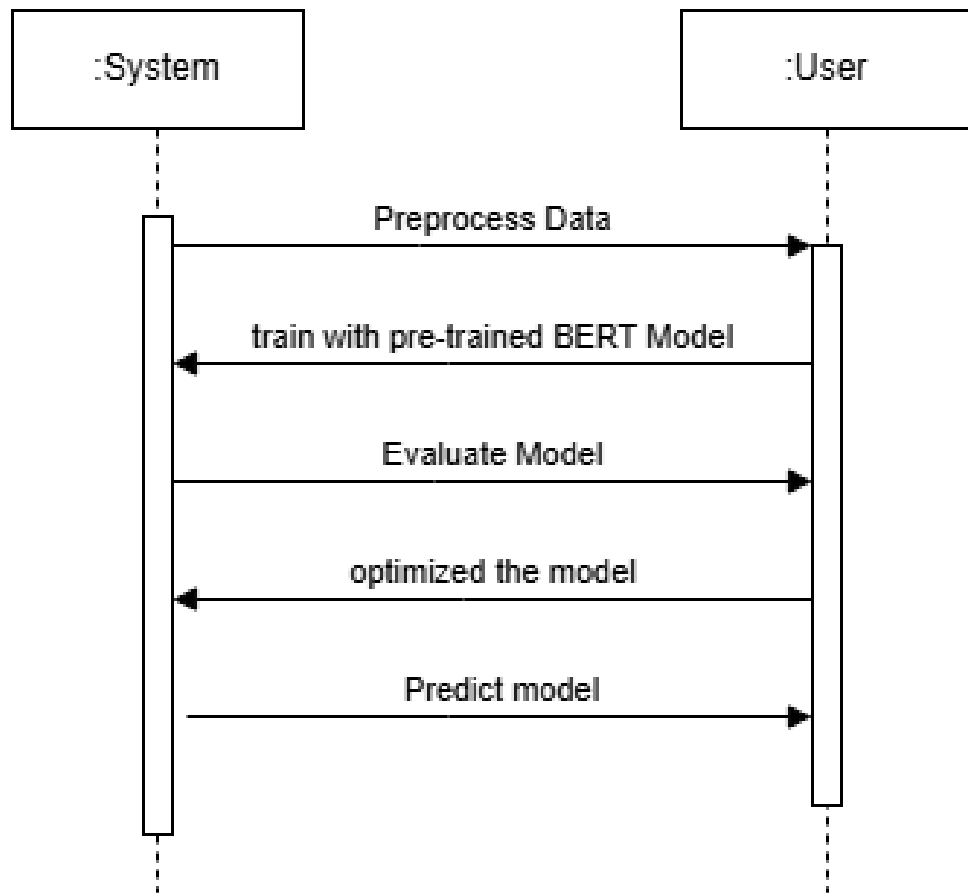 :System
:User
Preprocess Data
train with pre-trained BERT Model
Evaluate Model
optimized the model
Predict model